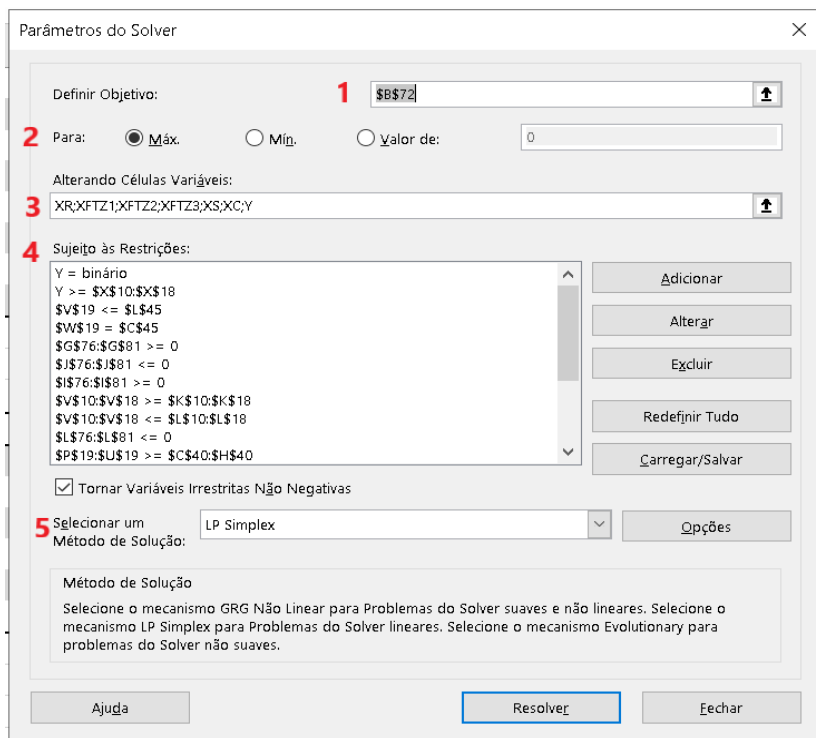 Parâmetros do Solver
Definir Objetivo: 1 $B$72
2 Para: Máx. Mín. Valor de: 0
Alterando Células Variáveis:
3 XR;XFTZ1;XFTZ2;XFTZ3;XS;XC;Y
4 Sujeito às Restrições:
Y = binário
Y >= $X$10:$X$18
$V$19 <= $L$45
$W$19 = $C$45
$G$76:$G$81 >= 0
$J$76:$J$81 <= 0
$I$76:$I$81 >= 0
$V$10:$V$18 >= $K$10:$K$18
$V$10:$V$18 <= $L$10:$L$18
$L$76:$L$81 <= 0
$P$19:$U$19 >= $C$40:$H$40
Adicionar
Alterar
Excluir
Redefinir Tudo
Carregar/Salvar
Tornar Variáveis Irrestritas Não Negativas
5 Selecionar um
Método de Solução:
LP Simplex
Opções
Método de Solução
Selecione o mecanismo GRG Não Linear para Problemas do Solver suaves e não lineares. Selecione o
mecanismo LP Simplex para Problemas do Solver lineares. Selecione o mecanismo Evolutionary para
problemas do Solver não suaves.
Ajuda
Resolver
Fechar